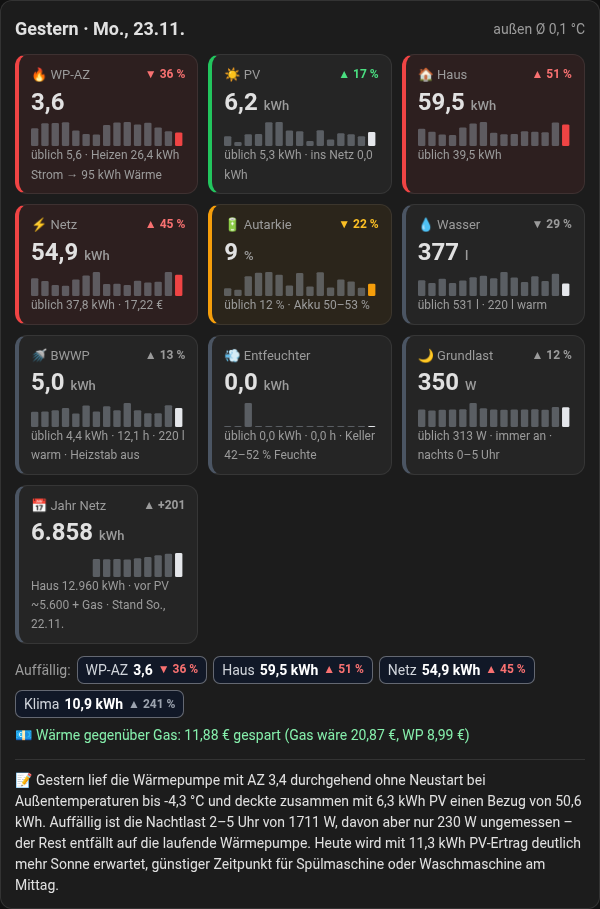 Gestern · Mo., 23.11.
außen Ø 0,1 °C
🔥 WP-AZ ▼ 36 %
3,6
üblich 5,6 · Heizen 26,4 kWh
Strom → 95 kWh Wärme
☀️ PV ▲ 17 %
6,2 kWh
üblich 5,3 kWh · ins Netz 0,0
kWh
🏠 Haus ▲ 51 %
59,5 kWh
üblich 39,5 kWh
⚡ Netz ▲ 45 %
54,9 kWh
üblich 37,8 kWh · 17,22 €
🔋 Autarkie ▼ 22 %
9 %
üblich 12 % · Akku 50–53 %
💧 Wasser ▼ 29 %
377 l
üblich 531 l · 220 l warm
🚿 BWWP ▲ 13 %
5,0 kWh
üblich 4,4 kWh · 12,1 h · 220 l
warm · Heizstab aus
💨 Entfeuchter
0,0 kWh
üblich 0,0 kWh · 0,0 h · Keller
42–52 % Feuchte
🌙 Grundlast ▲ 12 %
350 W
üblich 313 W · immer an ·
nachts 0–5 Uhr
📅 Jahr Netz ▲ +201
6.858 kWh
Haus 12.960 kWh · vor PV
~5.600 + Gas · Stand So.,
22.11.
Auffällig: WP-AZ 3,6 ▼ 36 % Haus 59,5 kWh ▲ 51 % Netz 54,9 kWh ▲ 45 %
Klima 10,9 kWh ▲ 241 %
💶 Wärme gegenüber Gas: 11,88 € gespart (Gas wäre 20,87 €, WP 8,99 €)
📝 Gestern lief die Wärmepumpe mit AZ 3,4 durchgehend ohne Neustart bei
Außentemperaturen bis -4,3 °C und deckte zusammen mit 6,3 kWh PV einen Bezug von 50,6
kWh. Auffällig ist die Nachtlast 2–5 Uhr von 1711 W, davon aber nur 230 W ungemessen –
der Rest entfällt auf die laufende Wärmepumpe. Heute wird mit 11,3 kWh PV-Ertrag deutlich
mehr Sonne erwartet, günstiger Zeitpunkt für Spülmaschine oder Waschmaschine am
Mittag.